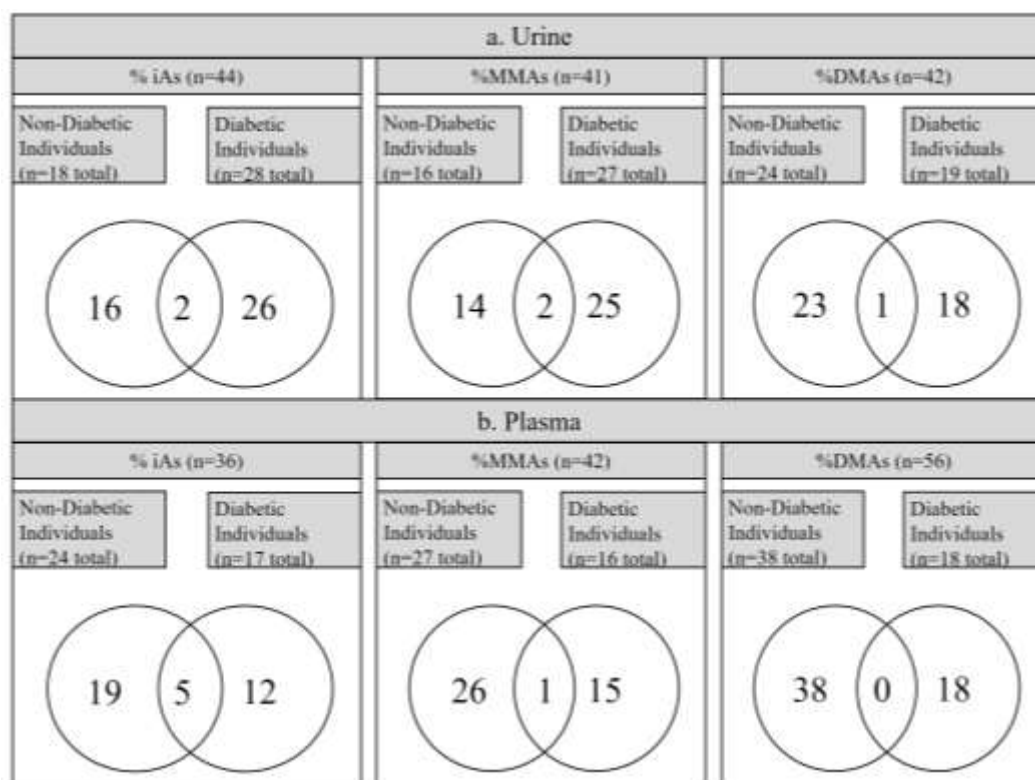 a. Urine
% iAs (n=44)
%MMAs (n=41)
%DMAs (n=42)
Non-Diabetic
Individuals
(n=18 total)
Diabetic
Individuals
(n=28 total)
Non-Diabetic
Individuals
(n=16 total)
Diabetic
Individuals
(n=27 total)
Non-Diabetic
Individuals
(n=24 total)
Diabetic
Individuals
(n=19 total)
16 2 26
14 2 25
23 1 18
b. Plasma
% iAs (n=36)
%MMAs (n=42)
%DMAs (n=56)
Non-Diabetic
Individuals
(n=24 total)
Diabetic
Individuals
(n=17 total)
Non-Diabetic
Individuals
(n=27 total)
Diabetic
Individuals
(n=16 total)
Non-Diabetic
Individuals
(n=38 total)
Diabetic
Individuals
(n=18 total)
19 5 12
26 1 15
38 0 18